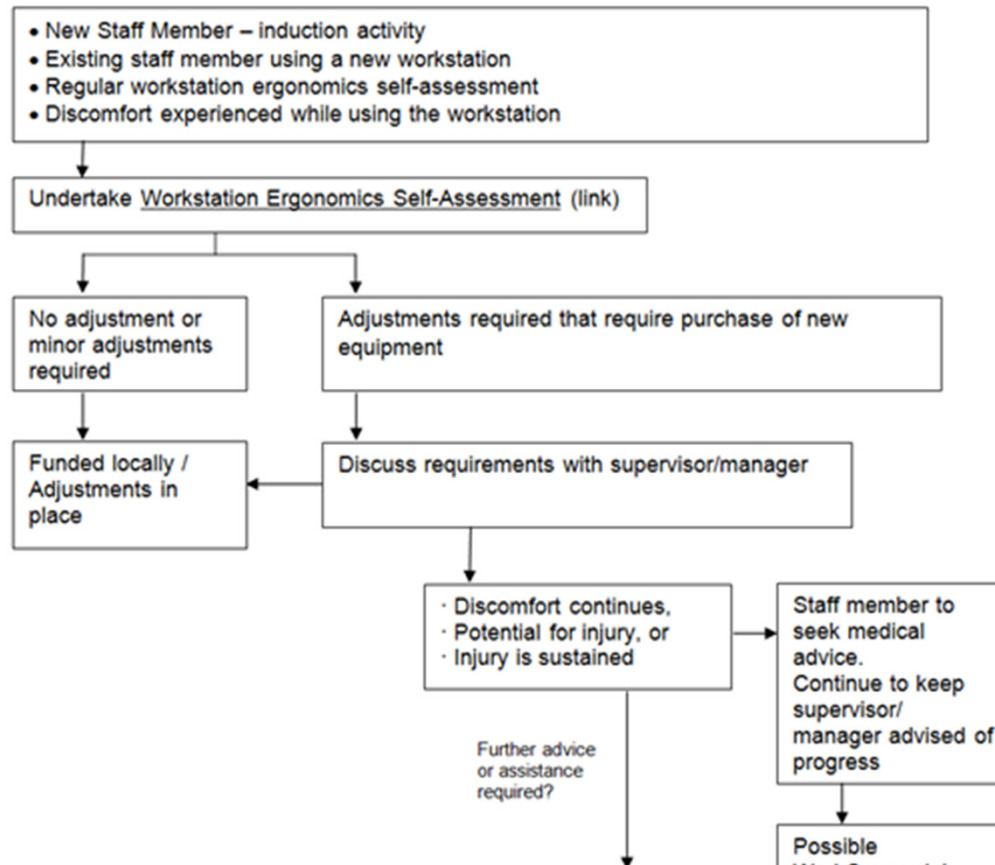 • New Staff Member – induction activity
• Existing staff member using a new workstation
• Regular workstation ergonomics self-assessment
• Discomfort experienced while using the workstation
Undertake Workstation Ergonomics Self-Assessment (link)
No adjustment or
minor adjustments
required
Adjustments required that require purchase of new
equipment
Funded locally /
Adjustments in
place
Discuss requirements with supervisor/manager
· Discomfort continues,
· Potential for injury, or
· Injury is sustained
Staff member to
seek medical
advice.
Continue to keep
supervisor/
manager advised of
progress
Further advice
or assistance
required?
Possible